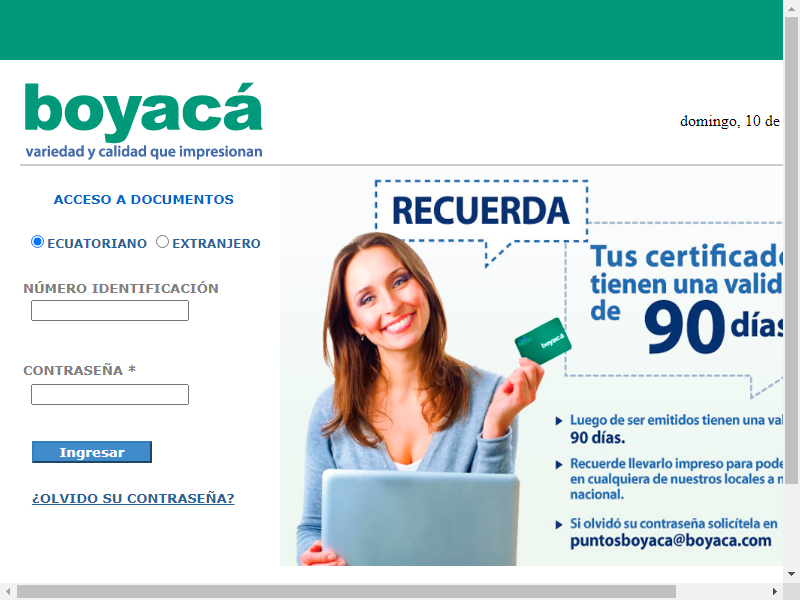 boyacá
variedad y calidad que impresionan
domingo, 10 de
ACCESO A DOCUMENTOS
ECUATORIANO EXTRANJERO
NÚMERO IDENTIFICACIÓN
CONTRASEÑA *
Ingresar
¿OLVIDO SU CONTRASEÑA?
RECUERDA
Tus certificado
tienen una valid
de 90 días
boyacá
Luego de ser emitidos tienen una val
90 días.
Recuerde llevarlo impreso para pode
en cualquiera de nuestros locales a n
nacional.
Si olvidó su contraseña solicítela en
puntosboyaca@boyaca.com